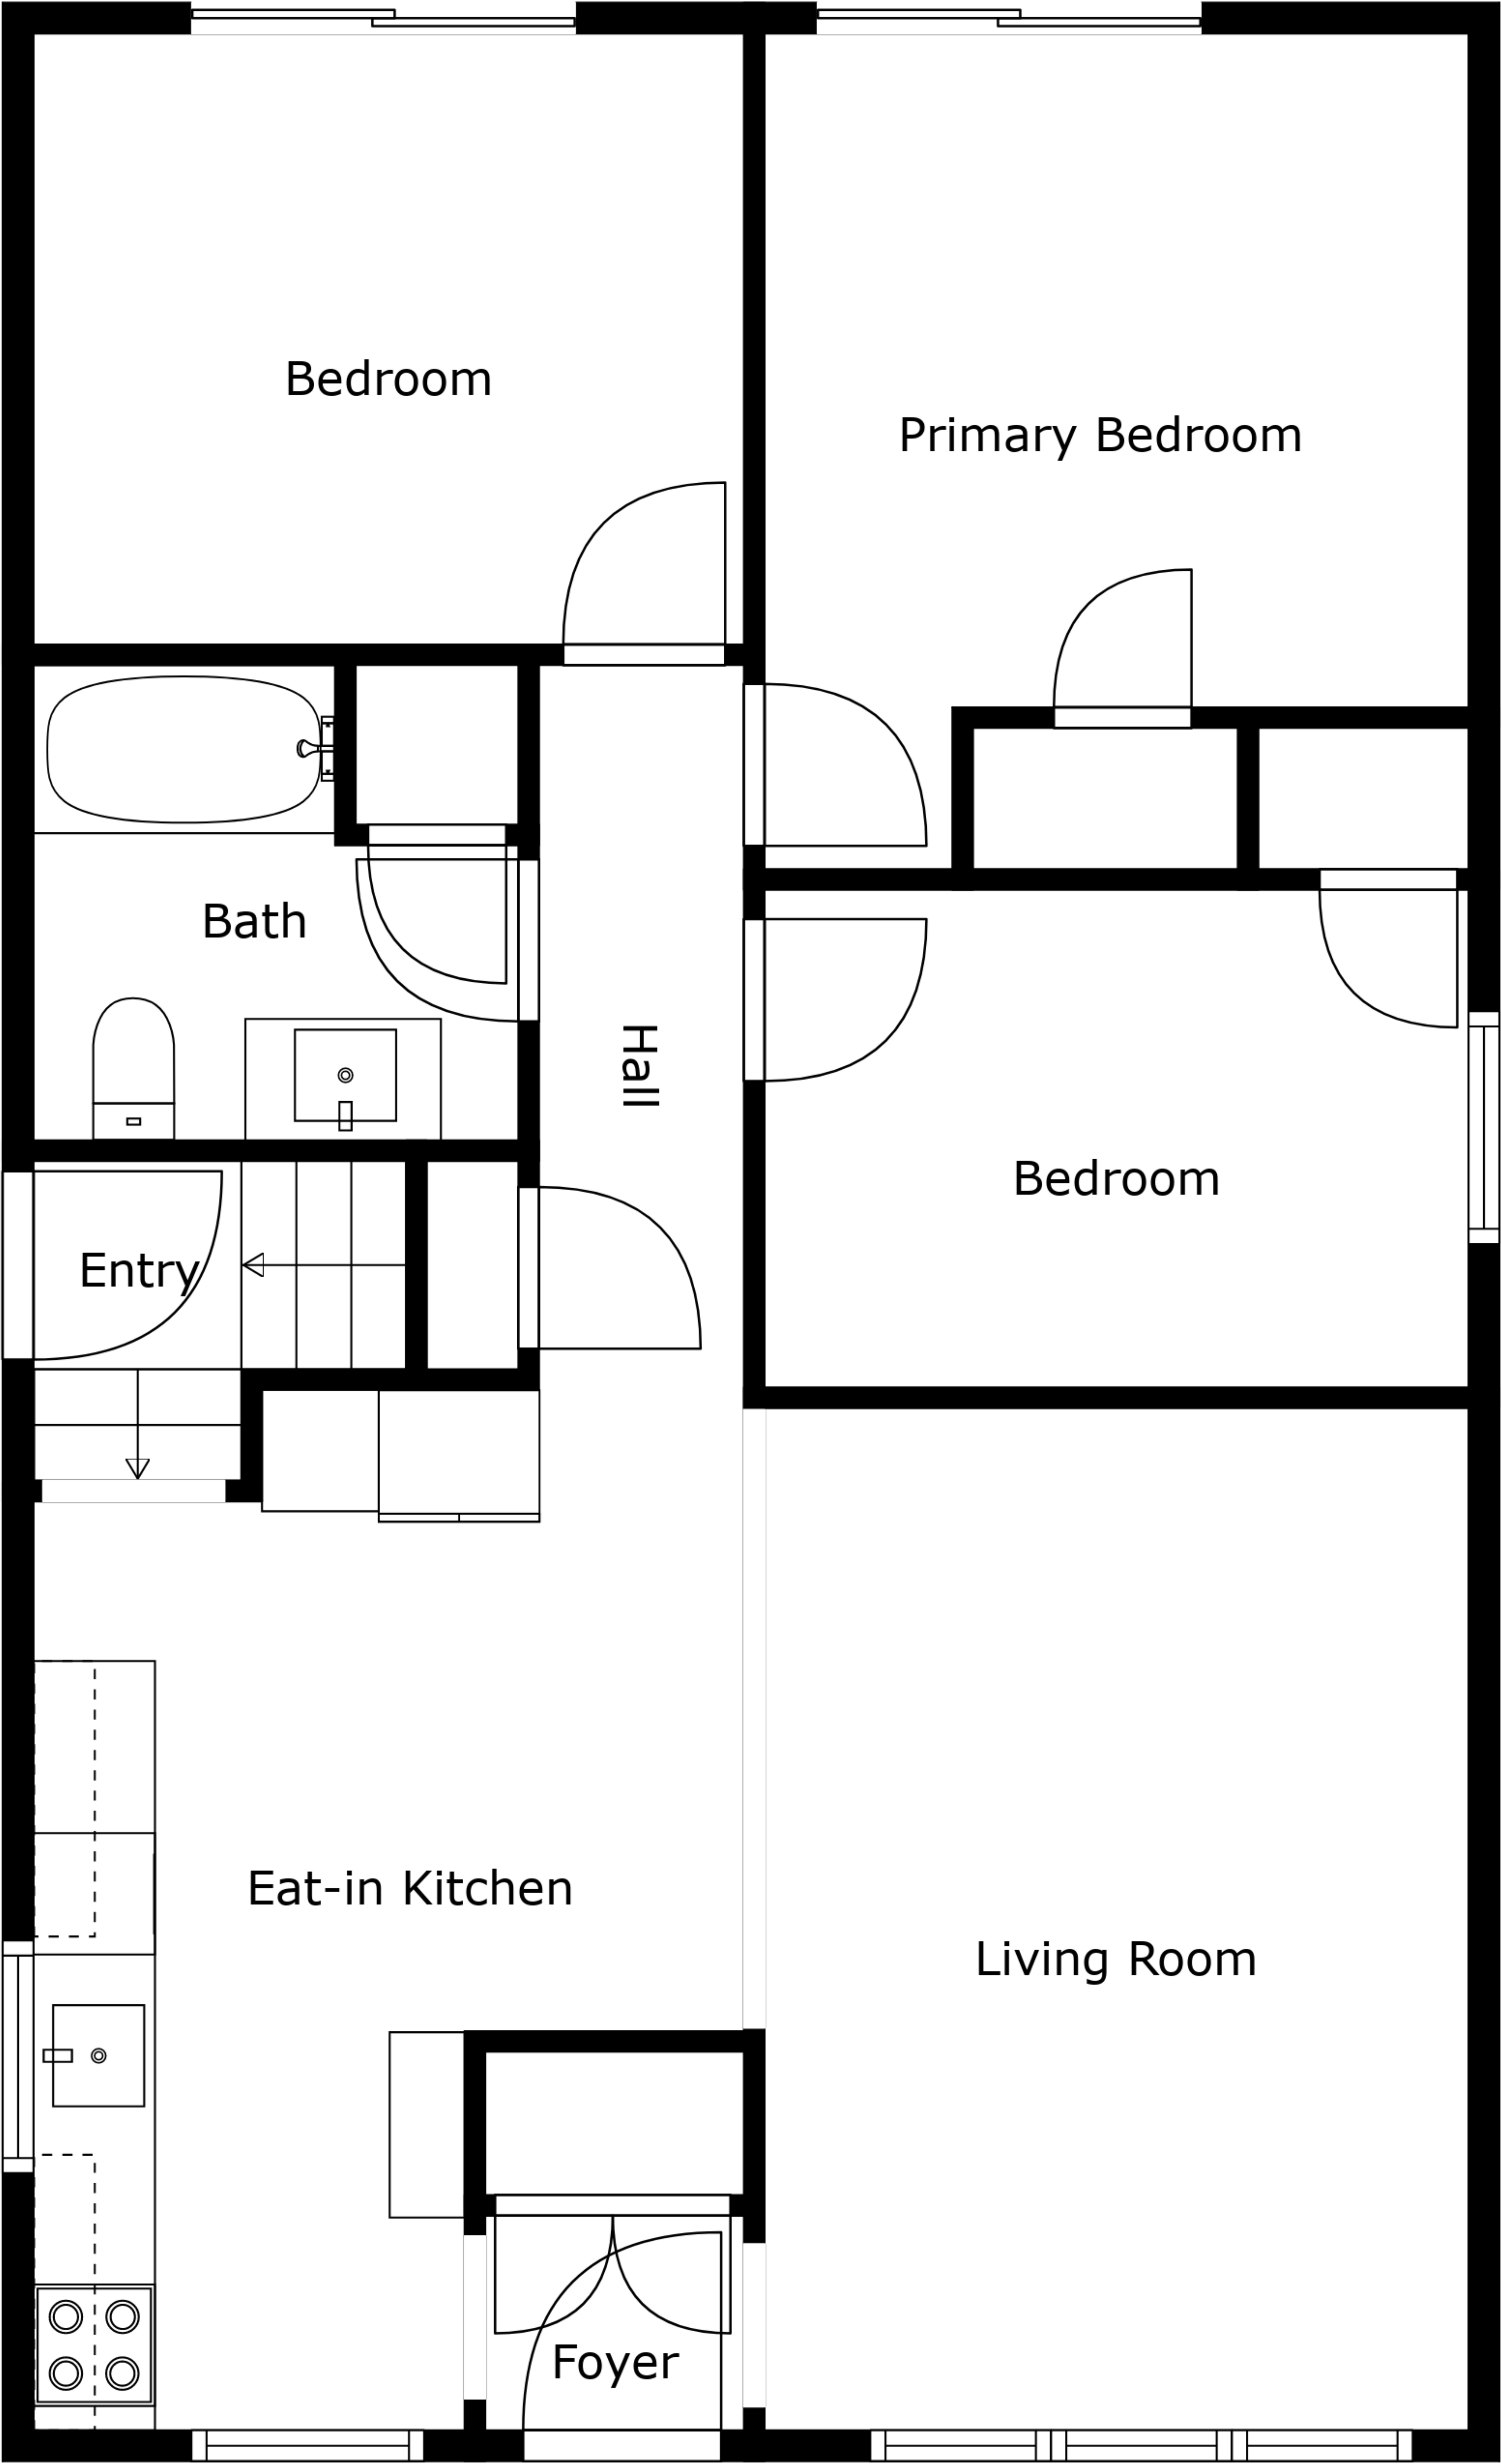 Bedroom
Primary Bedroom
Bath
Hall
Bedroom
Entry
Eat-in Kitchen
Living Room
Foyer